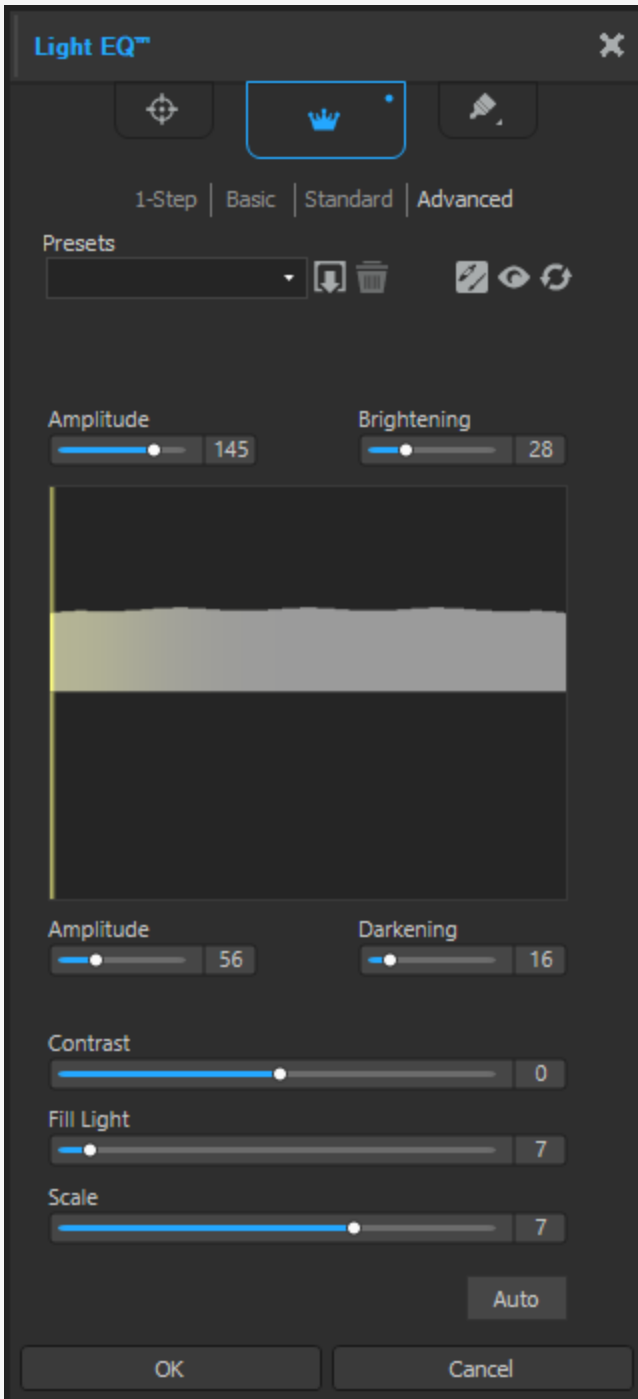 Light EQ™
1-Step | Basic | Standard | Advanced
Presets
Amplitude Brightening
145 28
Amplitude Darkening
56 16
Contrast
0
Fill Light
7
Scale
7
Auto
OK Cancel